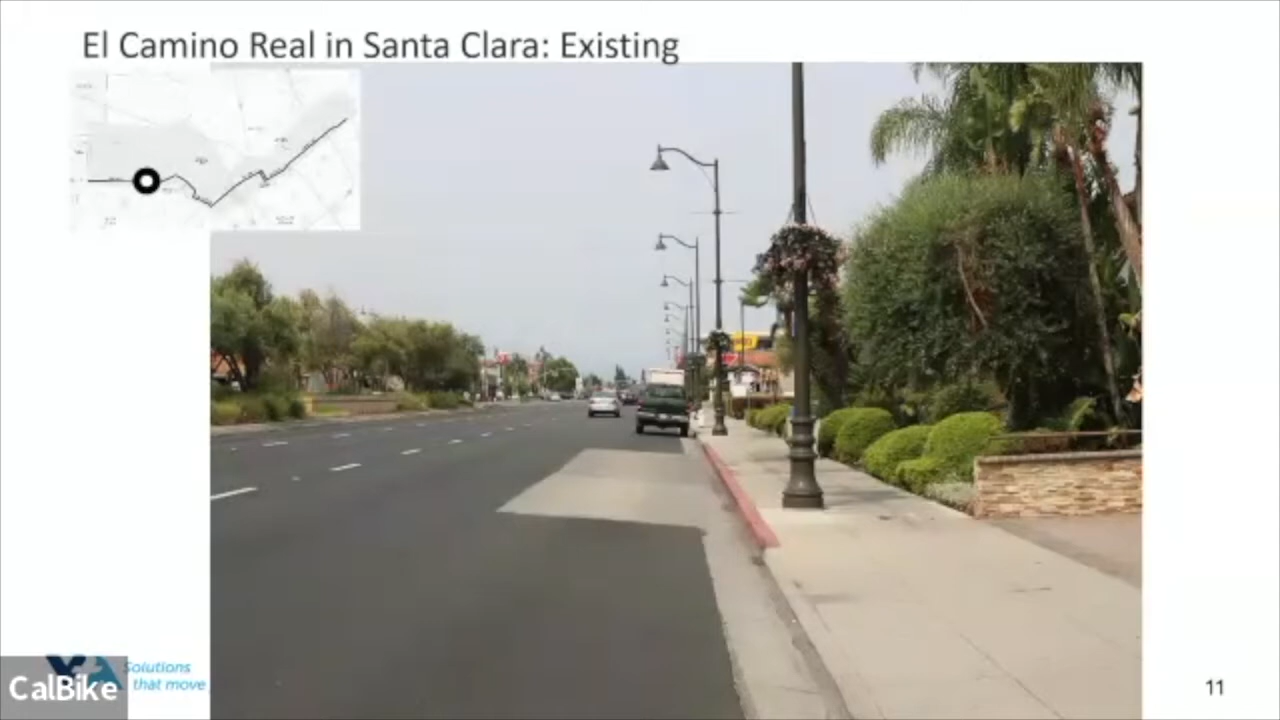 El Camino Real in Santa Clara: Existing
Solutions
that move
CalBike
11